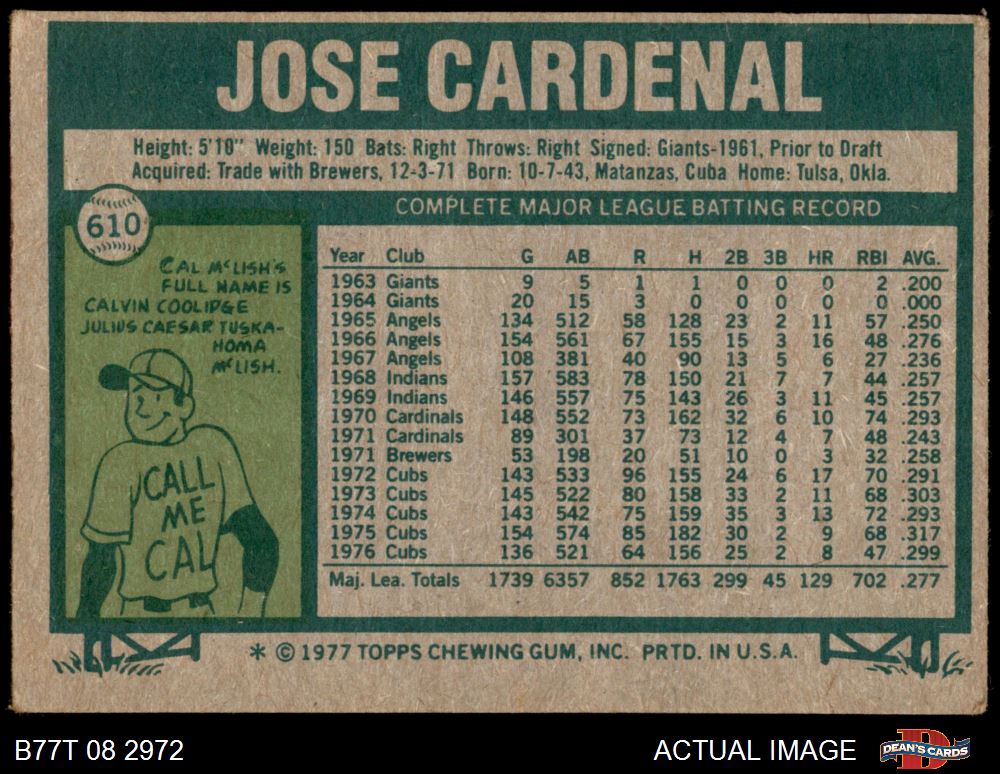 JOSE CARDENAL
Height: 5'10" Weight: 150 Bats: Right Throws: Right Signed: Giants-1961, Prior to Draft
Acquired: Trade with Brewers, 12-3-71 Born: 10-7-43, Matanzas, Cuba Home: Tulsa, Okla.
610
CAL McLISH'S
FULL NAME IS
CALVIN COOLIDGE
JULIUS CAESAR TUSKA-
HOMA
McLISH.
CALL
ME
CAL
COMPLETE MAJOR LEAGUE BATTING RECORD
Year Club G AB R H 2B 3B HR RBI AVG.
1963 Giants 9 5 1 1 0 0 0 2 .200
1964 Giants 20 15 3 0 0 0 0 0 .000
1965 Angels 134 512 58 128 23 2 11 57 .250
1966 Angels 154 561 67 155 15 3 16 48 .276
1967 Angels 108 381 40 90 13 5 6 27 .236
1968 Indians 157 583 78 150 21 7 7 44 .257
1969 Indians 146 557 75 143 26 3 11 45 .257
1970 Cardinals 148 552 73 162 32 6 10 74 .293
1971 Cardinals 89 301 37 73 12 4 7 48 .243
1971 Brewers 53 198 20 51 10 0 3 32 .258
1972 Cubs 143 533 96 155 24 6 17 70 .291
1973 Cubs 145 522 80 158 33 2 11 68 .303
1974 Cubs 143 542 75 159 35 3 13 72 .293
1975 Cubs 154 574 85 182 30 2 9 68 .317
1976 Cubs 136 521 64 156 25 2 8 47 .299
Maj. Lea. Totals 1739 6357 852 1763 299 45 129 702 .277
* © 1977 TOPPS CHEWING GUM, INC. PRTD. IN U.S.A.
B77T 08 2972 ACTUAL IMAGE DEAN'S CARDS